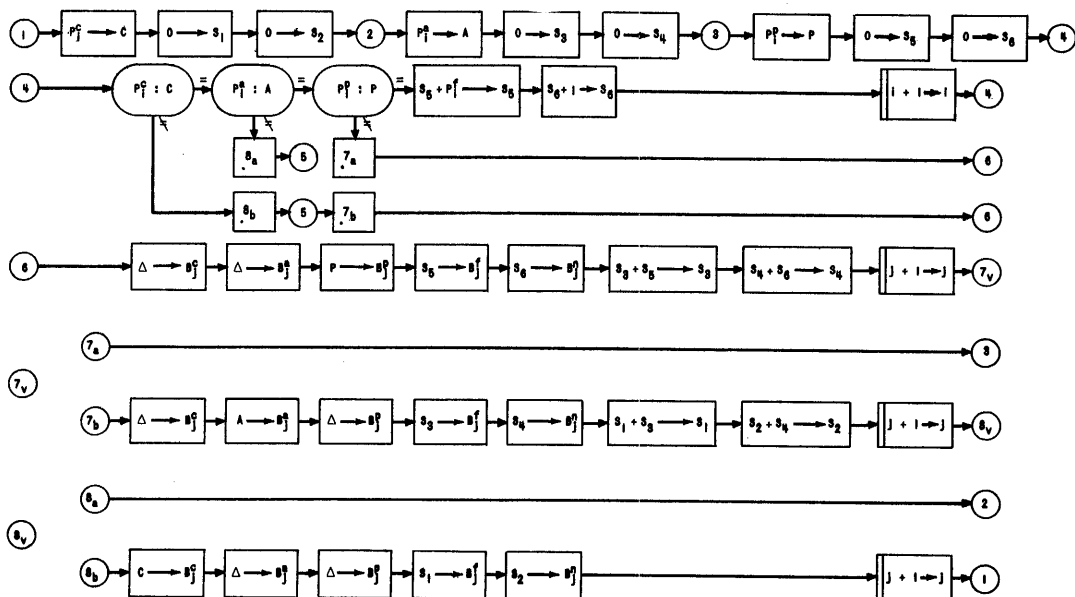 1 P_j^c → C 0 → S_1 0 → S_2 2 P_i^a → A 0 → S_3 0 → S_4 3 P_i^p → P 0 → S_5 0 → S_6 4
4 P_i^c : C = P_i^a : A = P_i^p : P = S_5 + P_i^f → S_5 S_6 + 1 → S_6 i + 1 → i 4
≠ ≠ ≠
8_a 5 7_a 6
8_b 5 7_b 6
6 Δ → B_j^c Δ → B_j^a P → B_j^p S_5 → B_j^f S_6 → B_j^n S_3 + S_5 → S_3 S_4 + S_6 → S_4 j + 1 → j 7_v
7_a 3
7_v
7_b Δ → B_j^c A → B_j^a Δ → B_j^p S_3 → B_j^f S_4 → B_j^n S_1 + S_3 → S_1 S_2 + S_4 → S_2 j + 1 → j 8_v
8_a 2
8_v
8_b C → B_j^c Δ → B_j^a Δ → B_j^p S_1 → B_j^f S_2 → B_j^n j + 1 → j 1